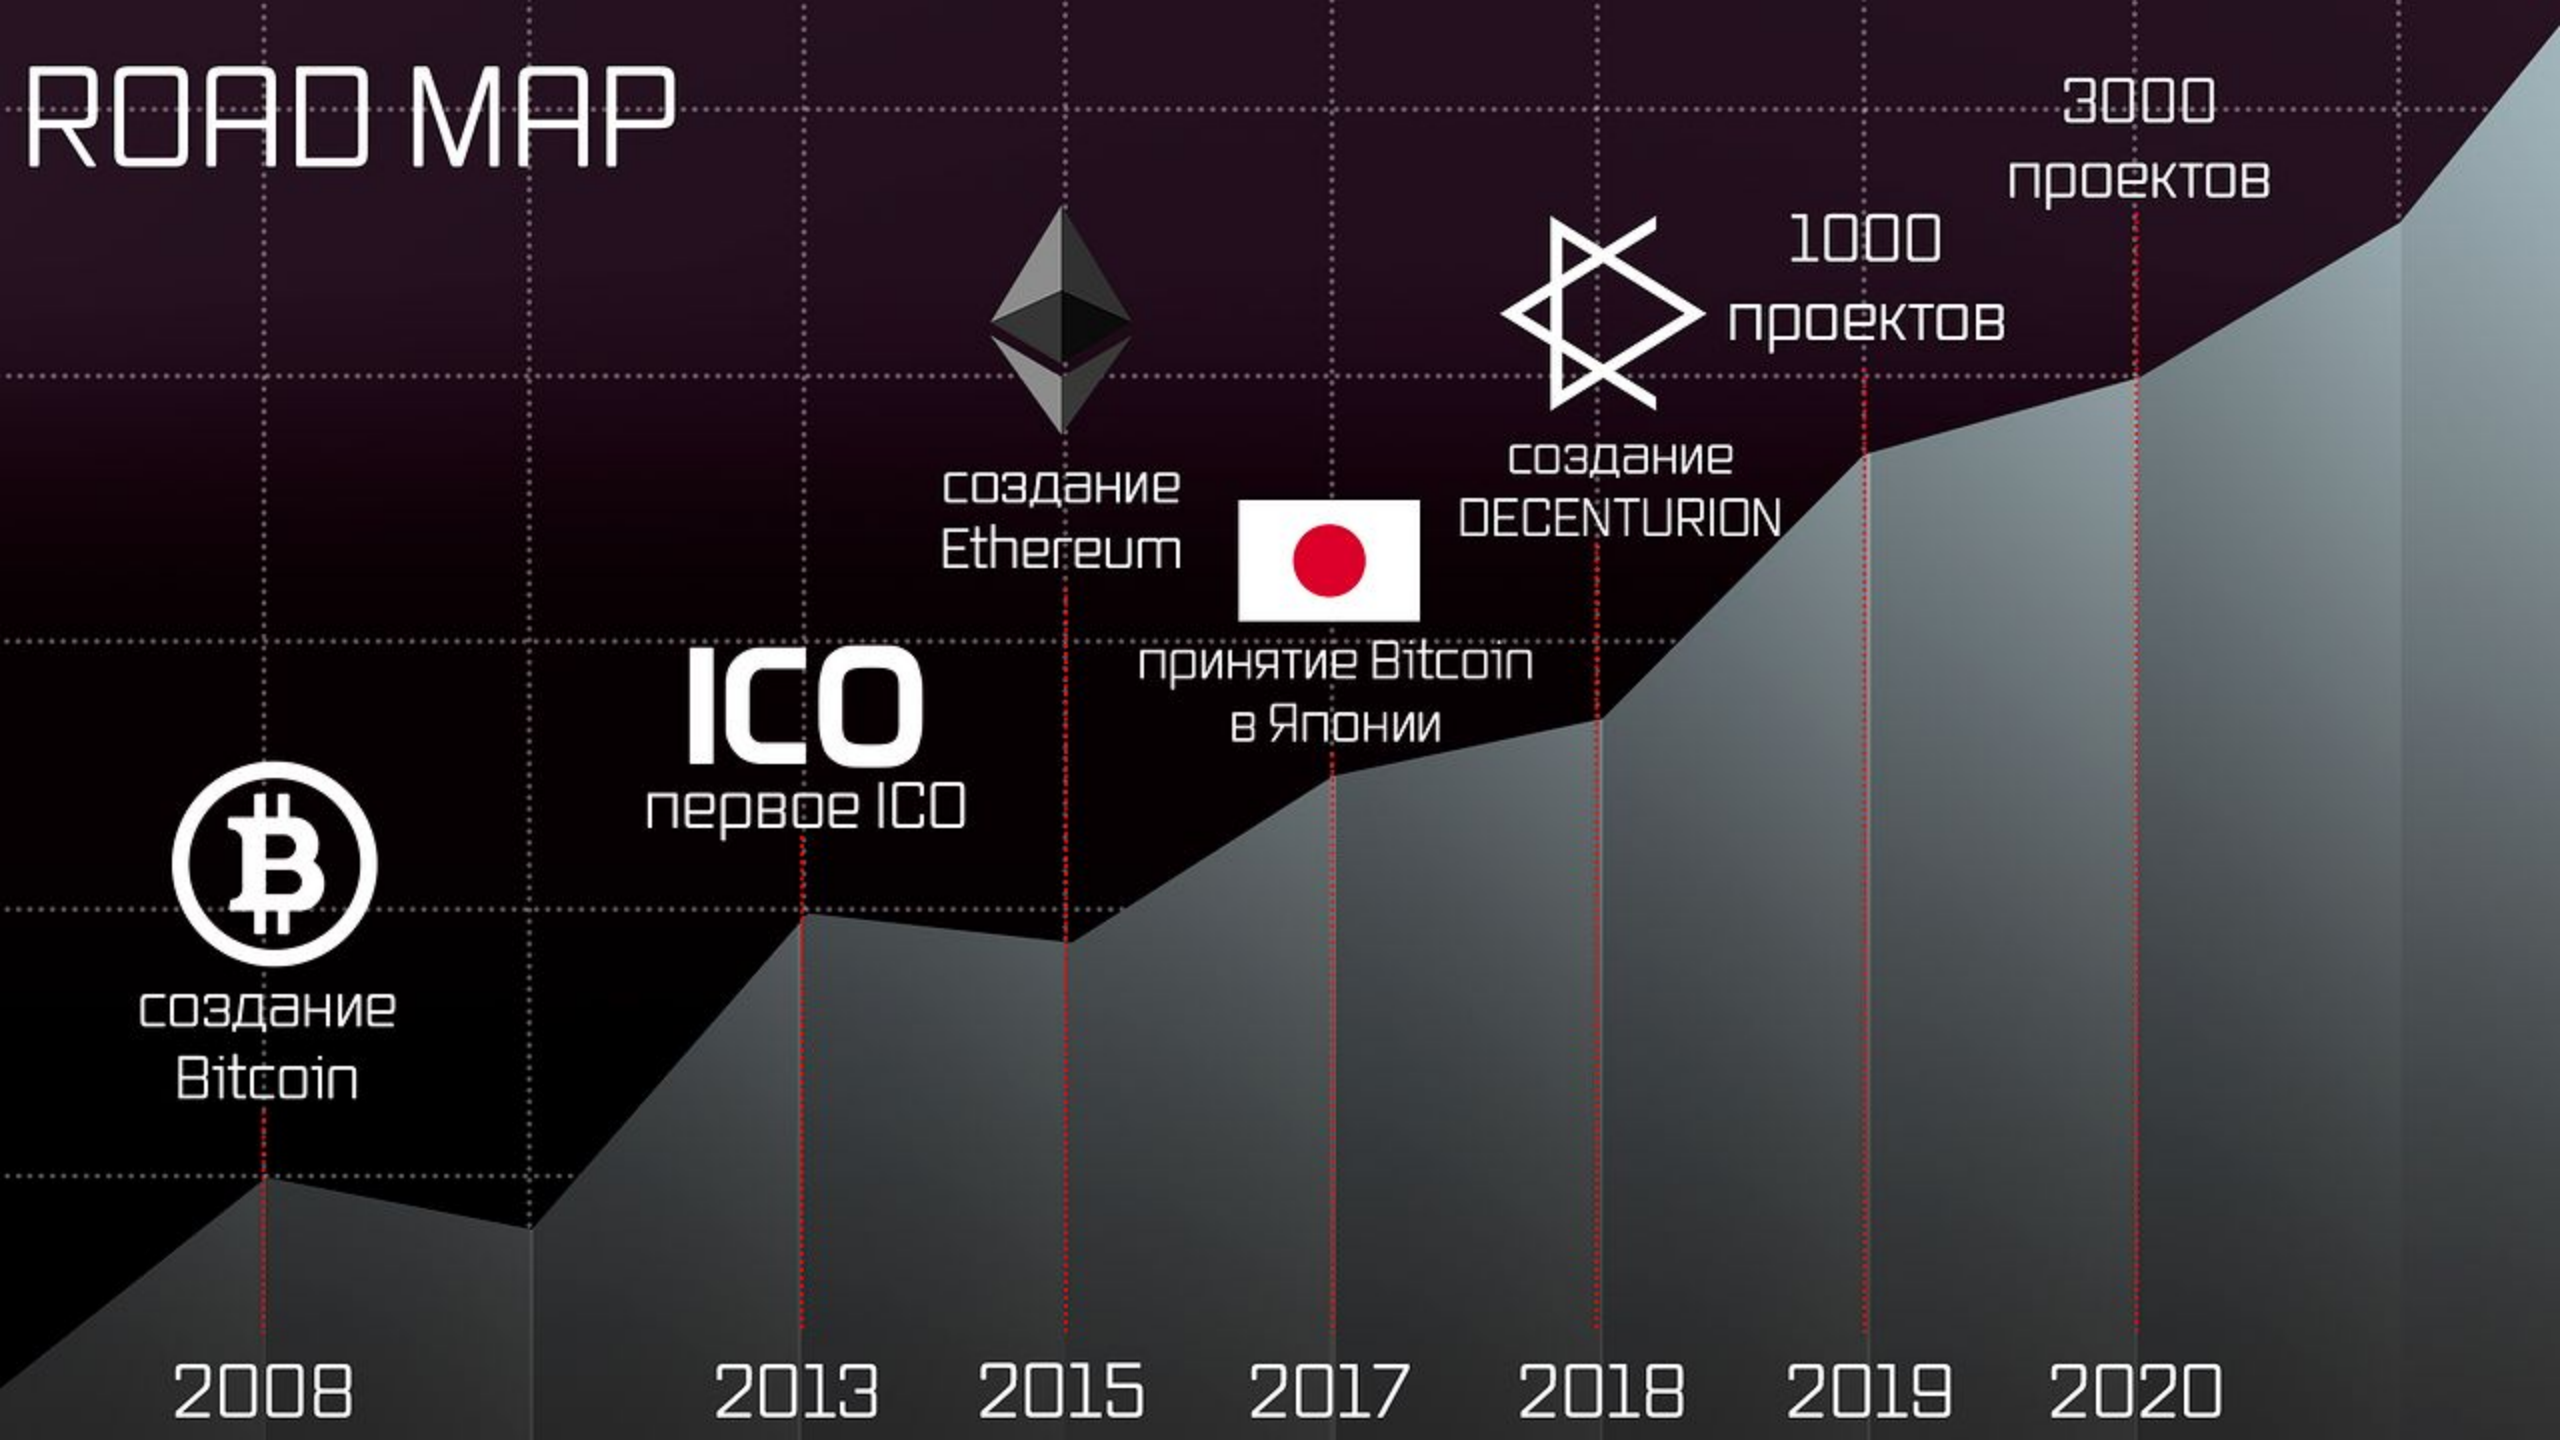 ROAD MAP
создание
Bitcoin
ICO
первое ICO
создание
Ethereum
принятие Bitcoin
в Японии
создание
DECENTURION
1000
проектов
3000
проектов
2008
2013
2015
2017
2018
2019
2020